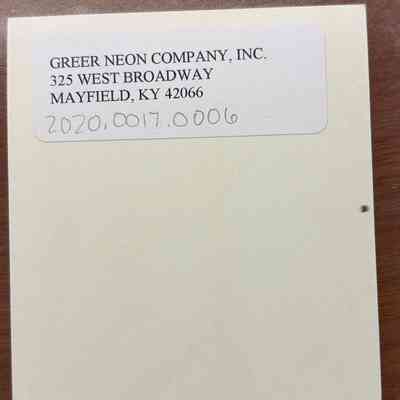 GREER NEON COMPANY, INC.
325 WEST BROADWAY
MAYFIELD, KY 42066
2020.0017.0006